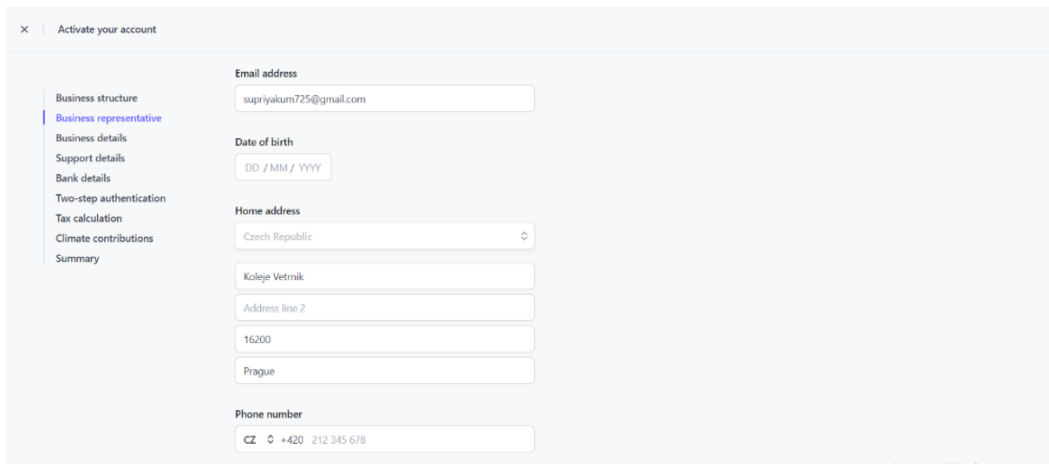 Activate your account
Business structure
Business representative
Business details
Support details
Bank details
Two-step authentication
Tax calculation
Climate contributions
Summary
Email address
supriyakum725@gmail.com
Date of birth
DD / MM / YYYY
Home address
Czech Republic
Koleje Vetrnik
Address line 2
16200
Prague
Phone number
CZ +420 212 345 678